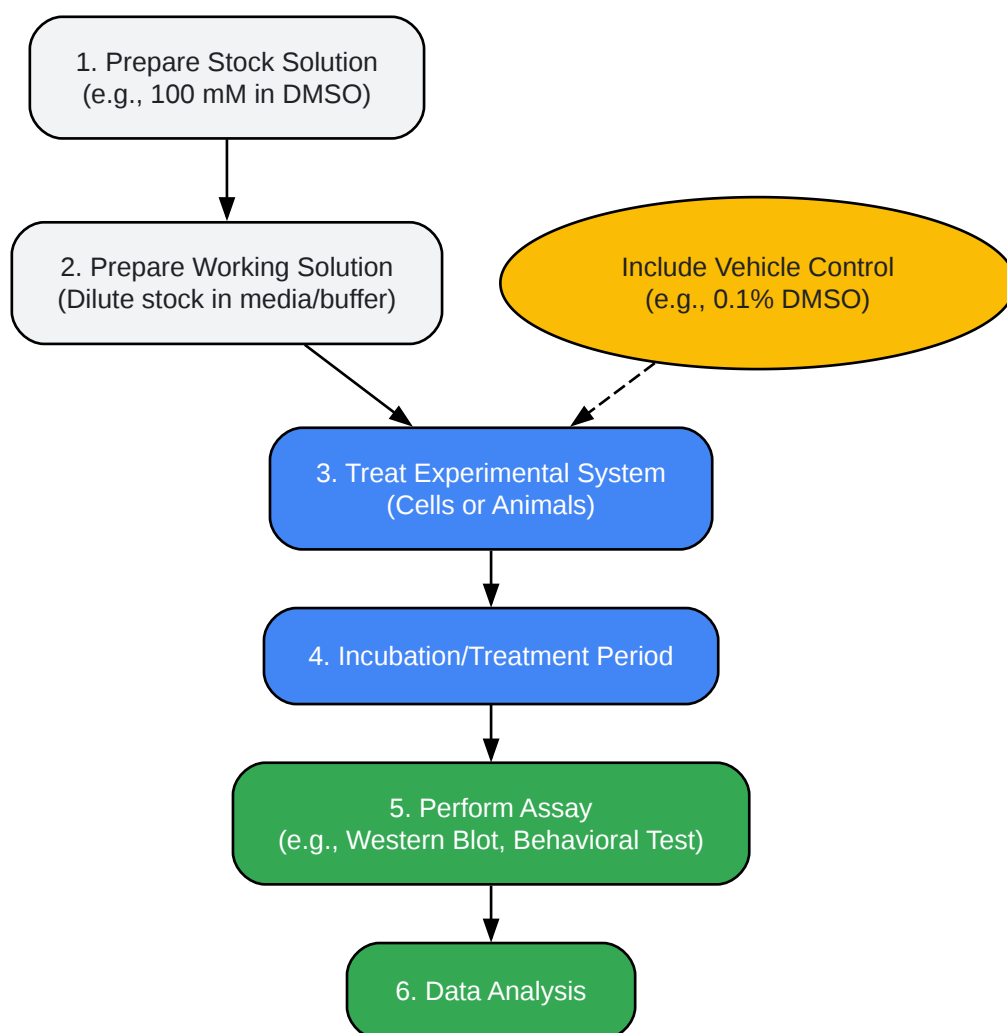 1. Prepare Stock Solution
(e.g., 100 mM in DMSO)
2. Prepare Working Solution
(Dilute stock in media/buffer)
Include Vehicle Control
(e.g., 0.1% DMSO)
3. Treat Experimental System
(Cells or Animals)
4. Incubation/Treatment Period
5. Perform Assay
(e.g., Western Blot, Behavioral Test)
6. Data Analysis